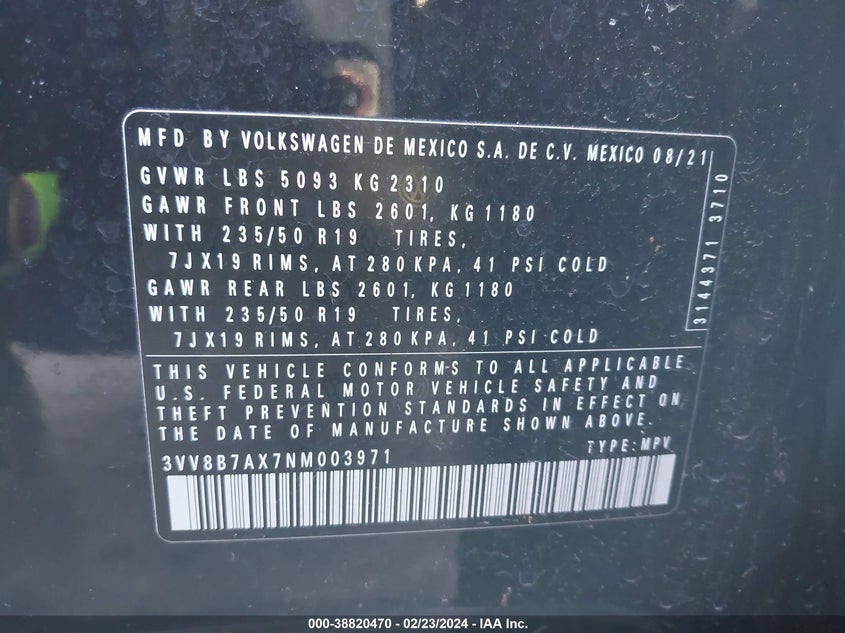 MFD BY VOLKSWAGEN DE MEXICO S.A. DE C.V. MEXICO 08/21
GVWR LBS 5093 KG 2310
GAWR FRONT LBS 2601, KG 1180
WITH 235/50 R19 TIRES,
7JX19 RIMS, AT 280 KPA, 41 PSI COLD
GAWR REAR LBS 2601, KG 1180
WITH 235/50 R19 TIRES,
7JX19 RIMS, AT 280 KPA, 41 PSI COLD
3144371 3710
THIS VEHICLE CONFORMS TO ALL APPLICABLE
U.S. FEDERAL MOTOR VEHICLE SAFETY AND
THEFT PREVENTION STANDARDS IN EFFECT ON
THE DATE OF MANUFACTURE SHOWN ABOVE.
3VV8B7AX7NM003971 TYPE: MPV
000-38820470 - 02/23/2024 - IAA Inc.